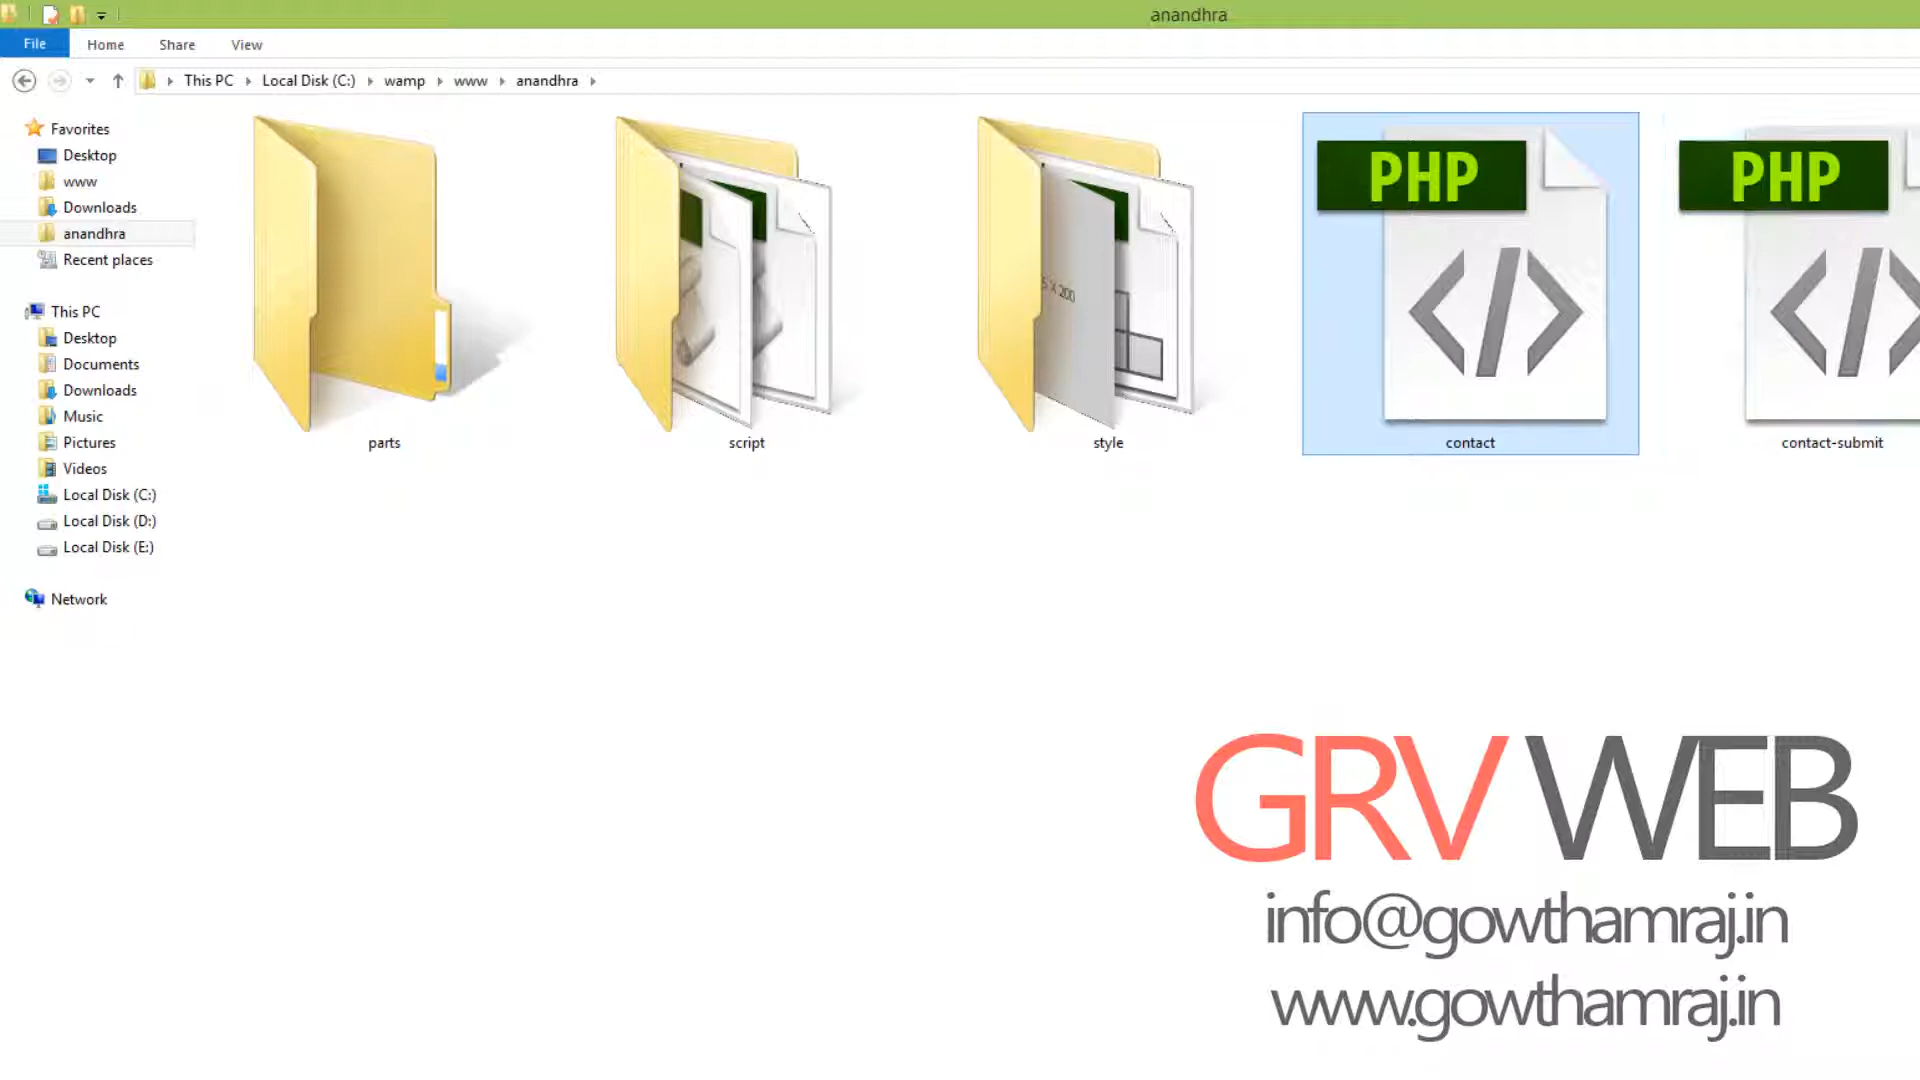 anandhra
File Home Share View
This PC Local Disk (C:) wamp www anandhra
Favorites
Desktop
www
Downloads
anandhra
Recent places
This PC
Desktop
Documents
Downloads
Music
Pictures
Videos
Local Disk (C:)
Local Disk (D:)
Local Disk (E:)
Network
PHP
PHP
X 200
parts
script
style
contact
contact-submit
GRV WEB
info@gowthamraj.in
www.gowthamraj.in